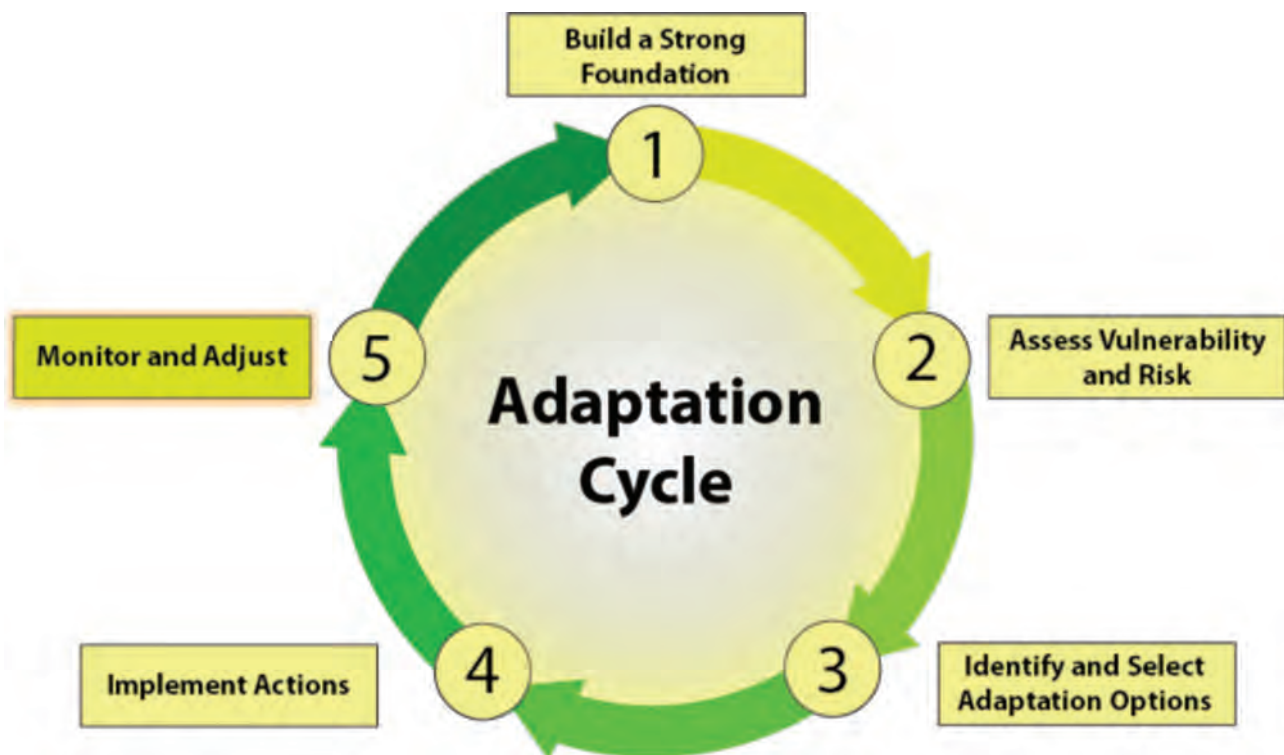 Build a Strong
Foundation
1
2
Assess Vulnerability
and Risk
Monitor and Adjust
5
Adaptation
Cycle
Implement Actions
4
3
Identify and Select
Adaptation Options